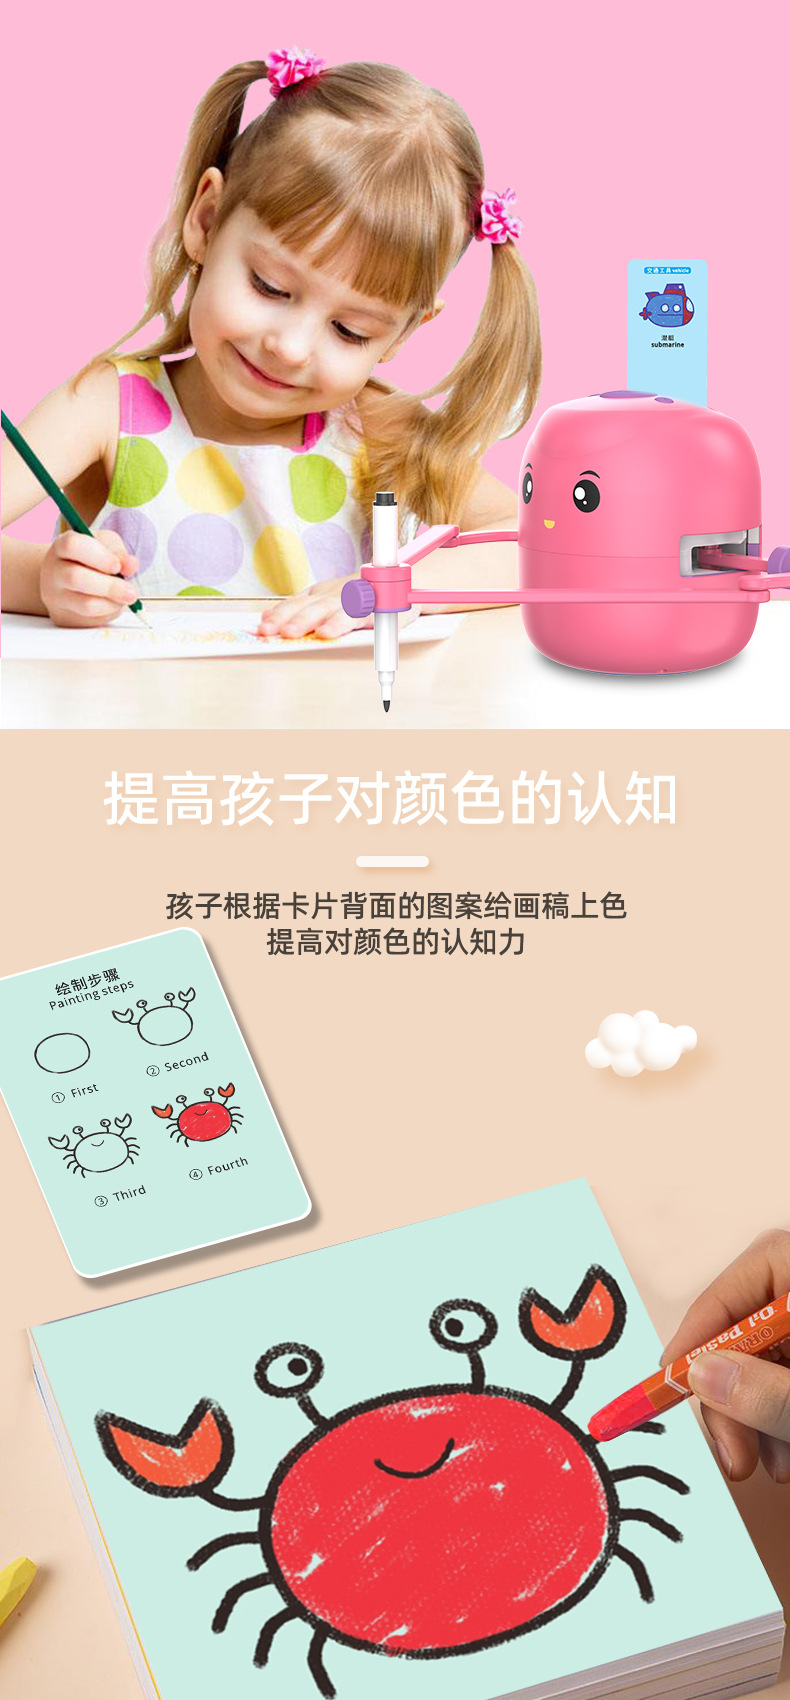 交通工具 vehicle
潜艇
submarine
提高孩子对颜色的认知
孩子根据卡片背面的图案给画稿上色
提高对颜色的认知力
绘制步骤
Painting steps
① First
② Second
③ Third
④ Fourth
Oil Pastel